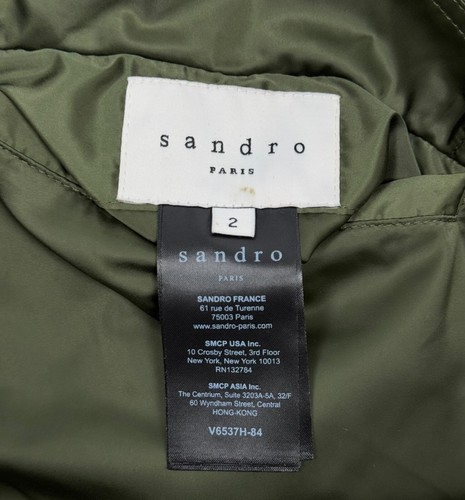 sandro
PARIS
2
sandro
PARIS
SANDRO FRANCE
61 rue de Turenne
75003 Paris
www.sandro-paris.com
SMCP USA Inc.
10 Crosby Street, 3rd Floor
New York, New York 10013
RN132784
SMCP ASIA Inc.
The Centrium, Suite 3203A-5A, 32/F
60 Wyndham Street, Central
HONG-KONG
V6537H-84